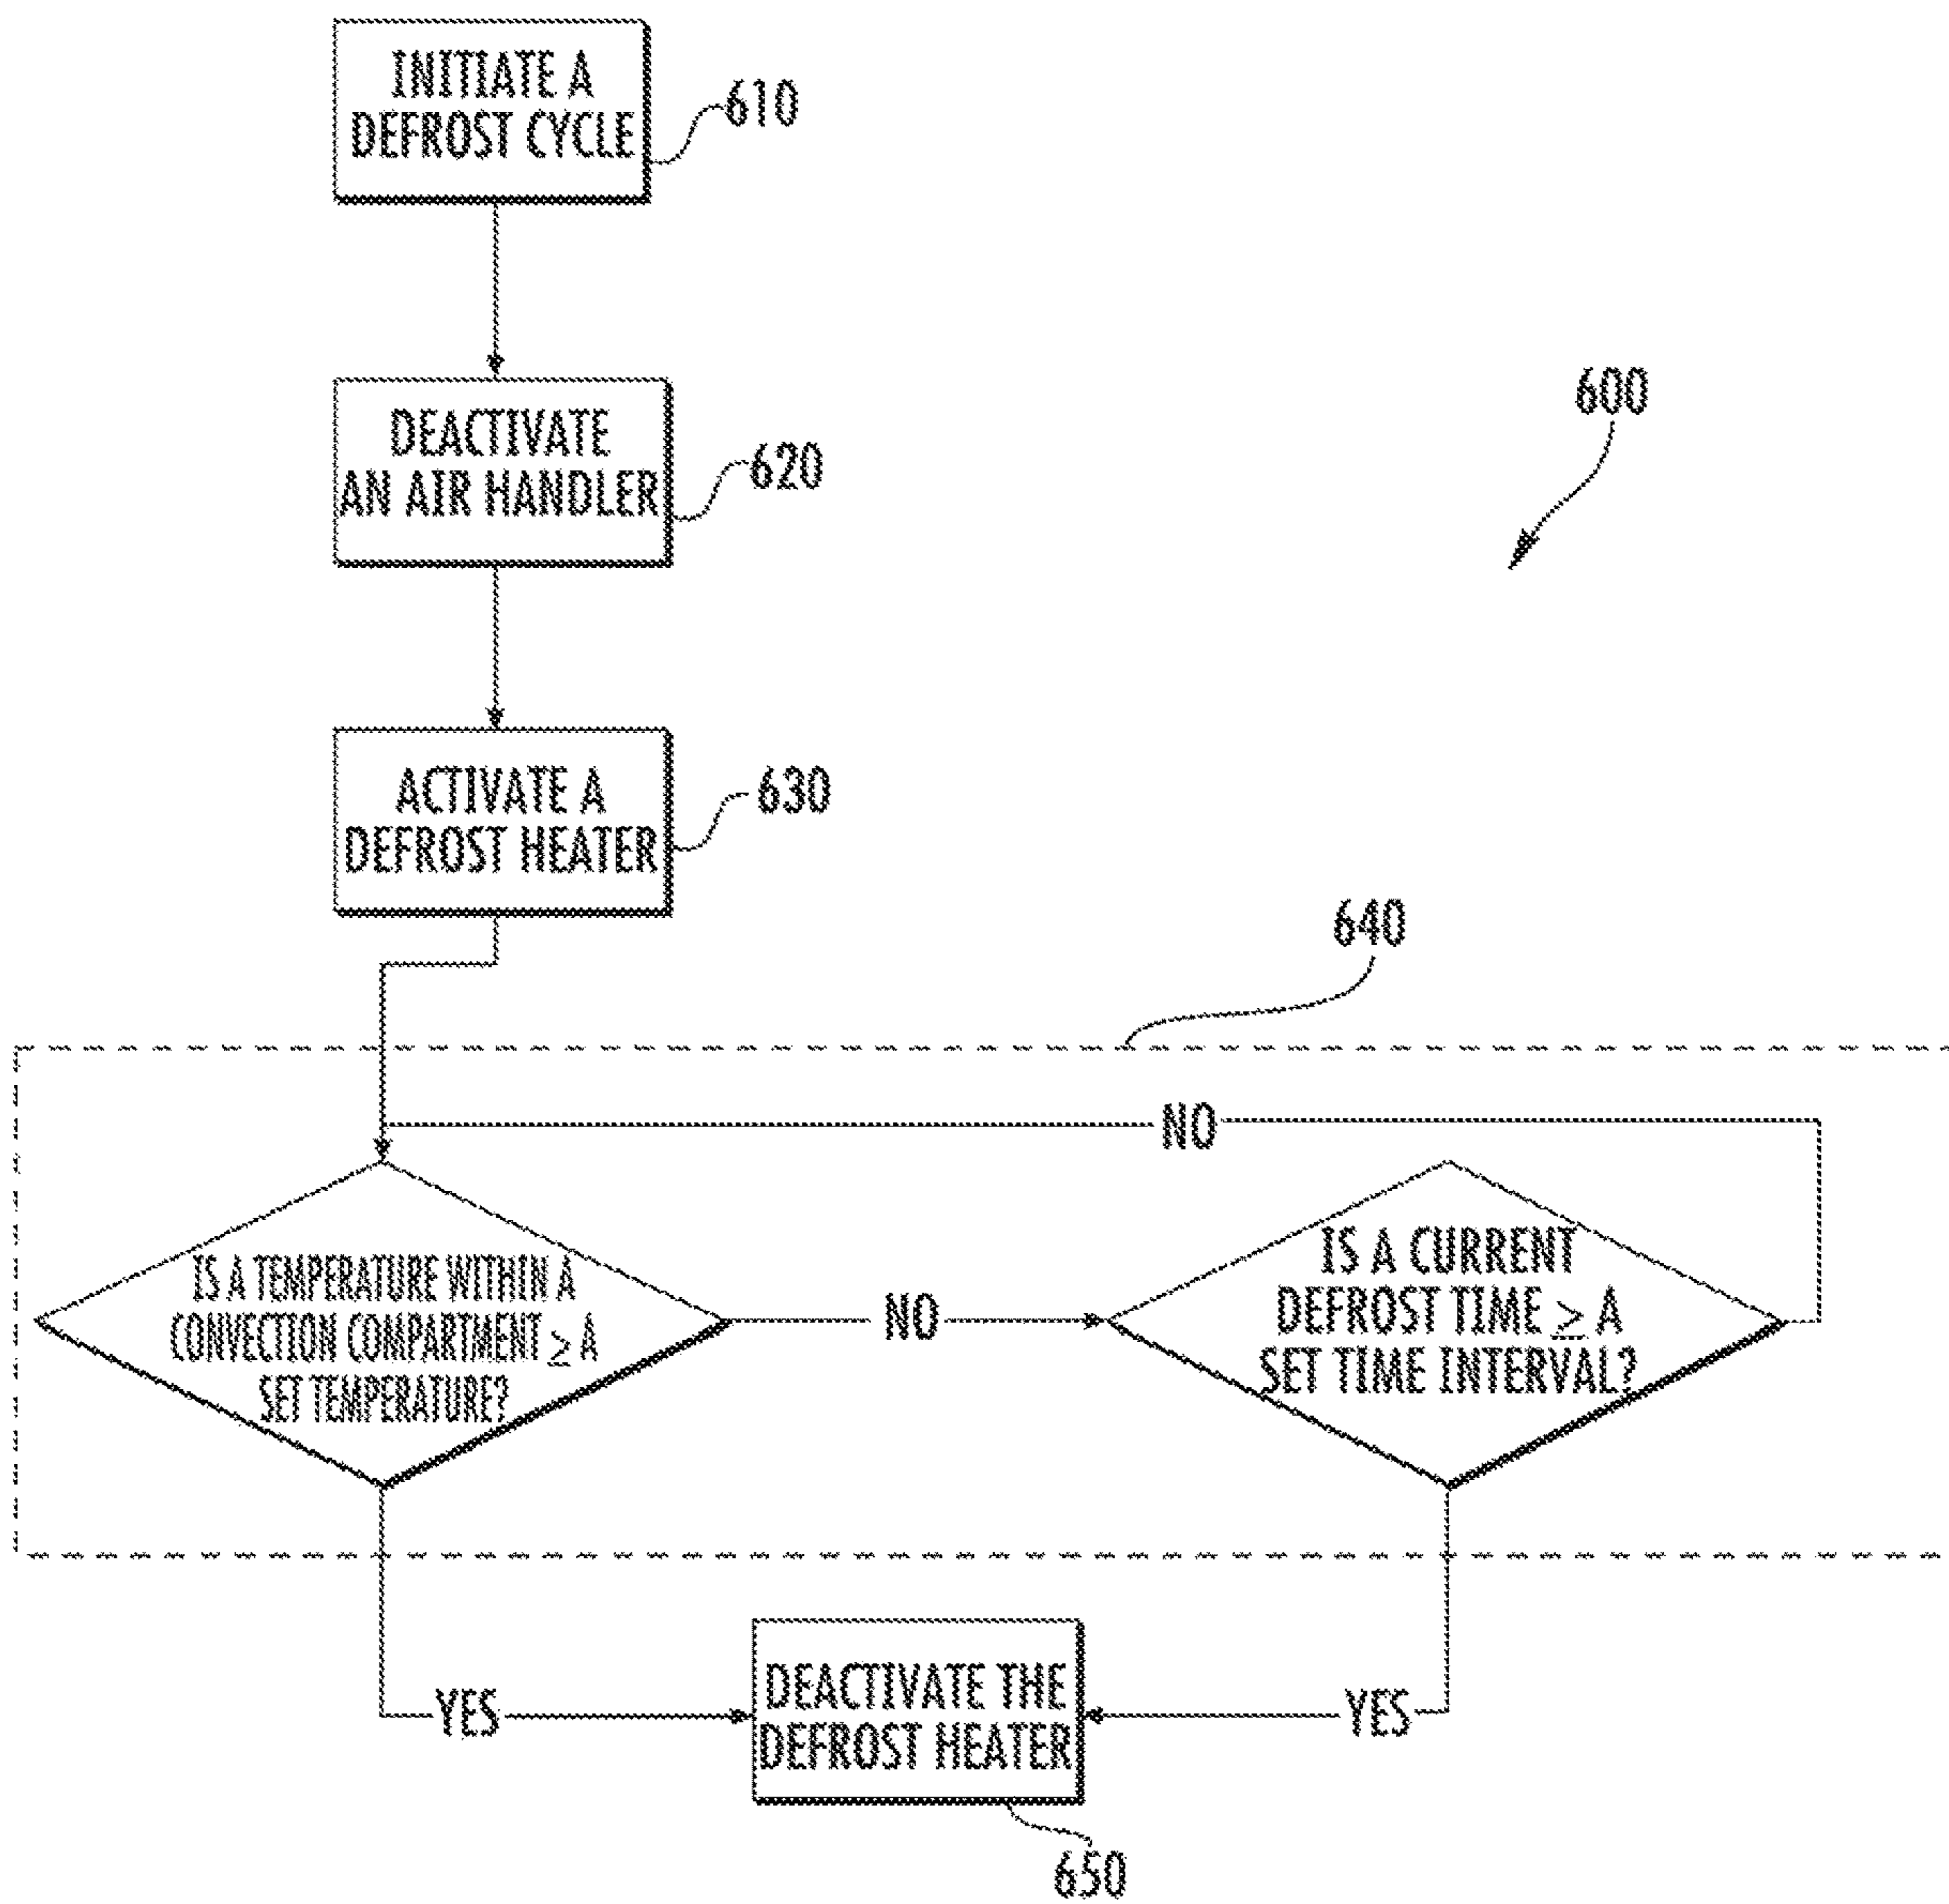 INITIATE A
DEFROST CYCLE
610
DEACTIVATE
AN AIR HANDLER
620
600
ACTIVATE A
DEFROST HEATER
630
640
NO
IS A TEMPERATURE WITHIN A
CONVECTION COMPARTMENT ≥ A
SET TEMPERATURE?
NO
IS A CURRENT
DEFROST TIME ≥ A
SET TIME INTERVAL?
YES
DEACTIVATE THE
DEFROST HEATER
YES
650